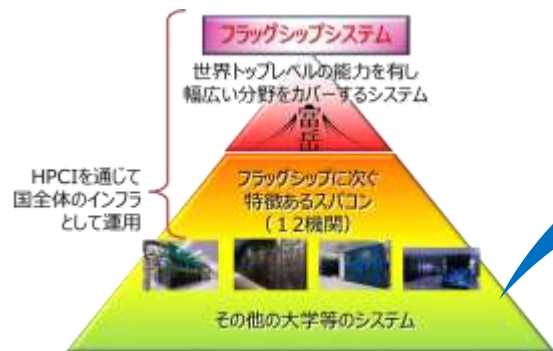 フラッグシップシステム
世界トップレベルの能力を有し
幅広い分野をカバーするシステム
富岳
HPCIを通じて
国全体のインフラ
として運用
フラッグシップに次ぐ
特徴あるスパコン
（１２機関）
その他の大学等のシステム